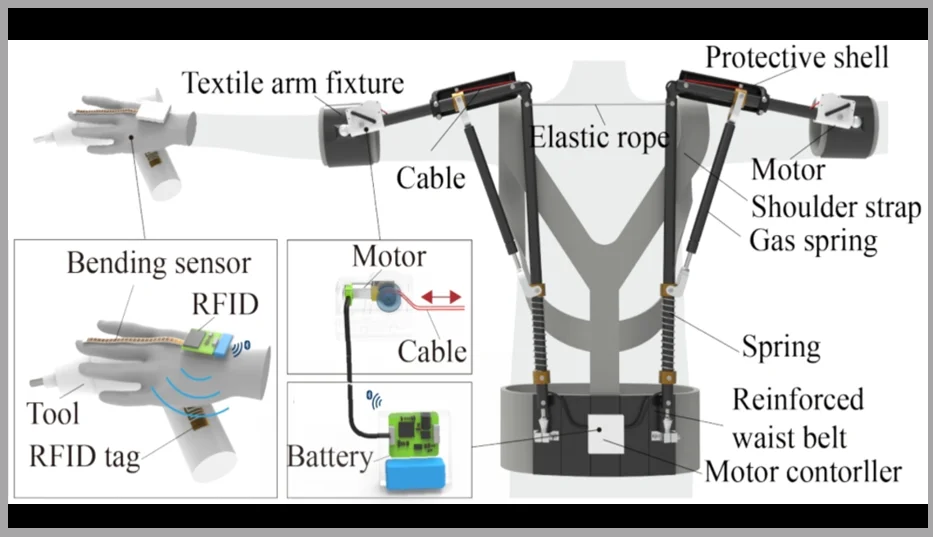 Protective shell
Textile arm fixture
Elastic rope
Cable
Motor
Shoulder strap
Gas spring
Bending sensor
RFID
Tool
RFID tag
Motor
Cable
Battery
Spring
Reinforced
waist belt
Motor contorller